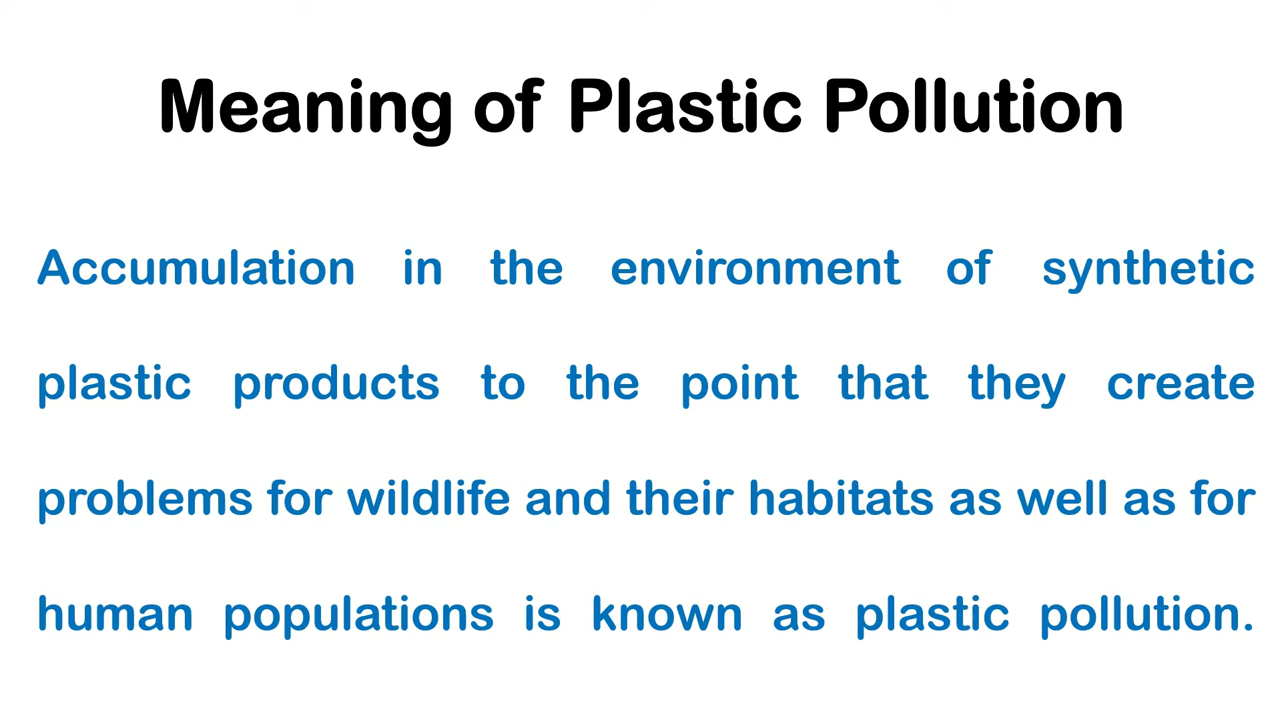 Meaning of Plastic Pollution
Accumulation in the environment of synthetic
plastic products to the point that they create
problems for wildlife and their habitats as well as for
human populations is known as plastic pollution.